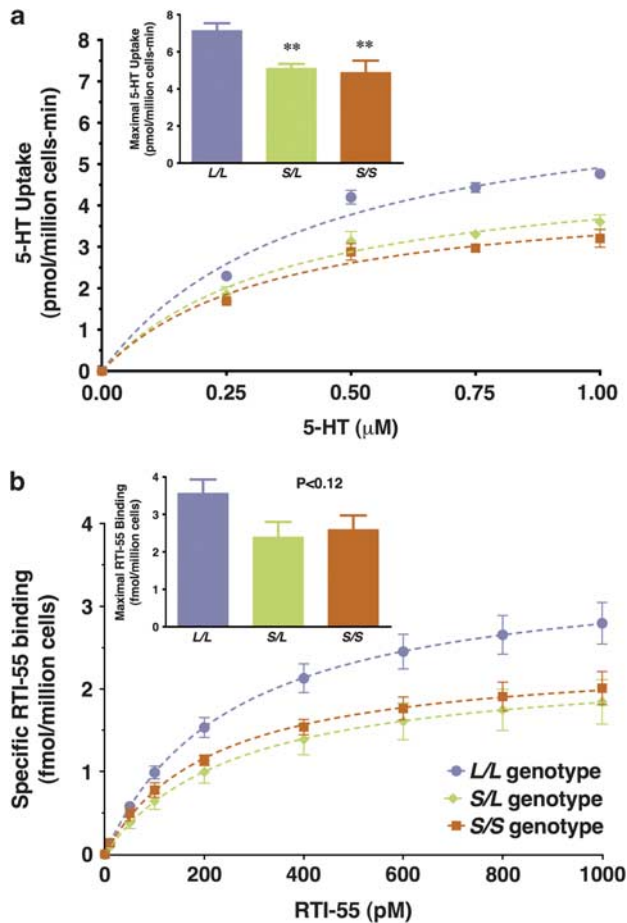 a
8
7
6
5
4
3
2
1
0
5-HT Uptake
(pmol/million cells-min)
Maximal 5-HT Uptake
(pmol/million cells-min)
8
6
4
2
0
**
**
L/L
S/L
S/S
0.00
0.25
0.50
0.75
1.00
5-HT (μM)
b
4
3
2
1
0
Specific RTI-55 binding
(fmol/million cells)
Maximal RTI-55 Binding
(fmol/million cells)
4
3
2
1
0
P<0.12
L/L
S/L
S/S
L/L genotype
S/L genotype
S/S genotype
0
200
400
600
800
1000
RTI-55 (pM)